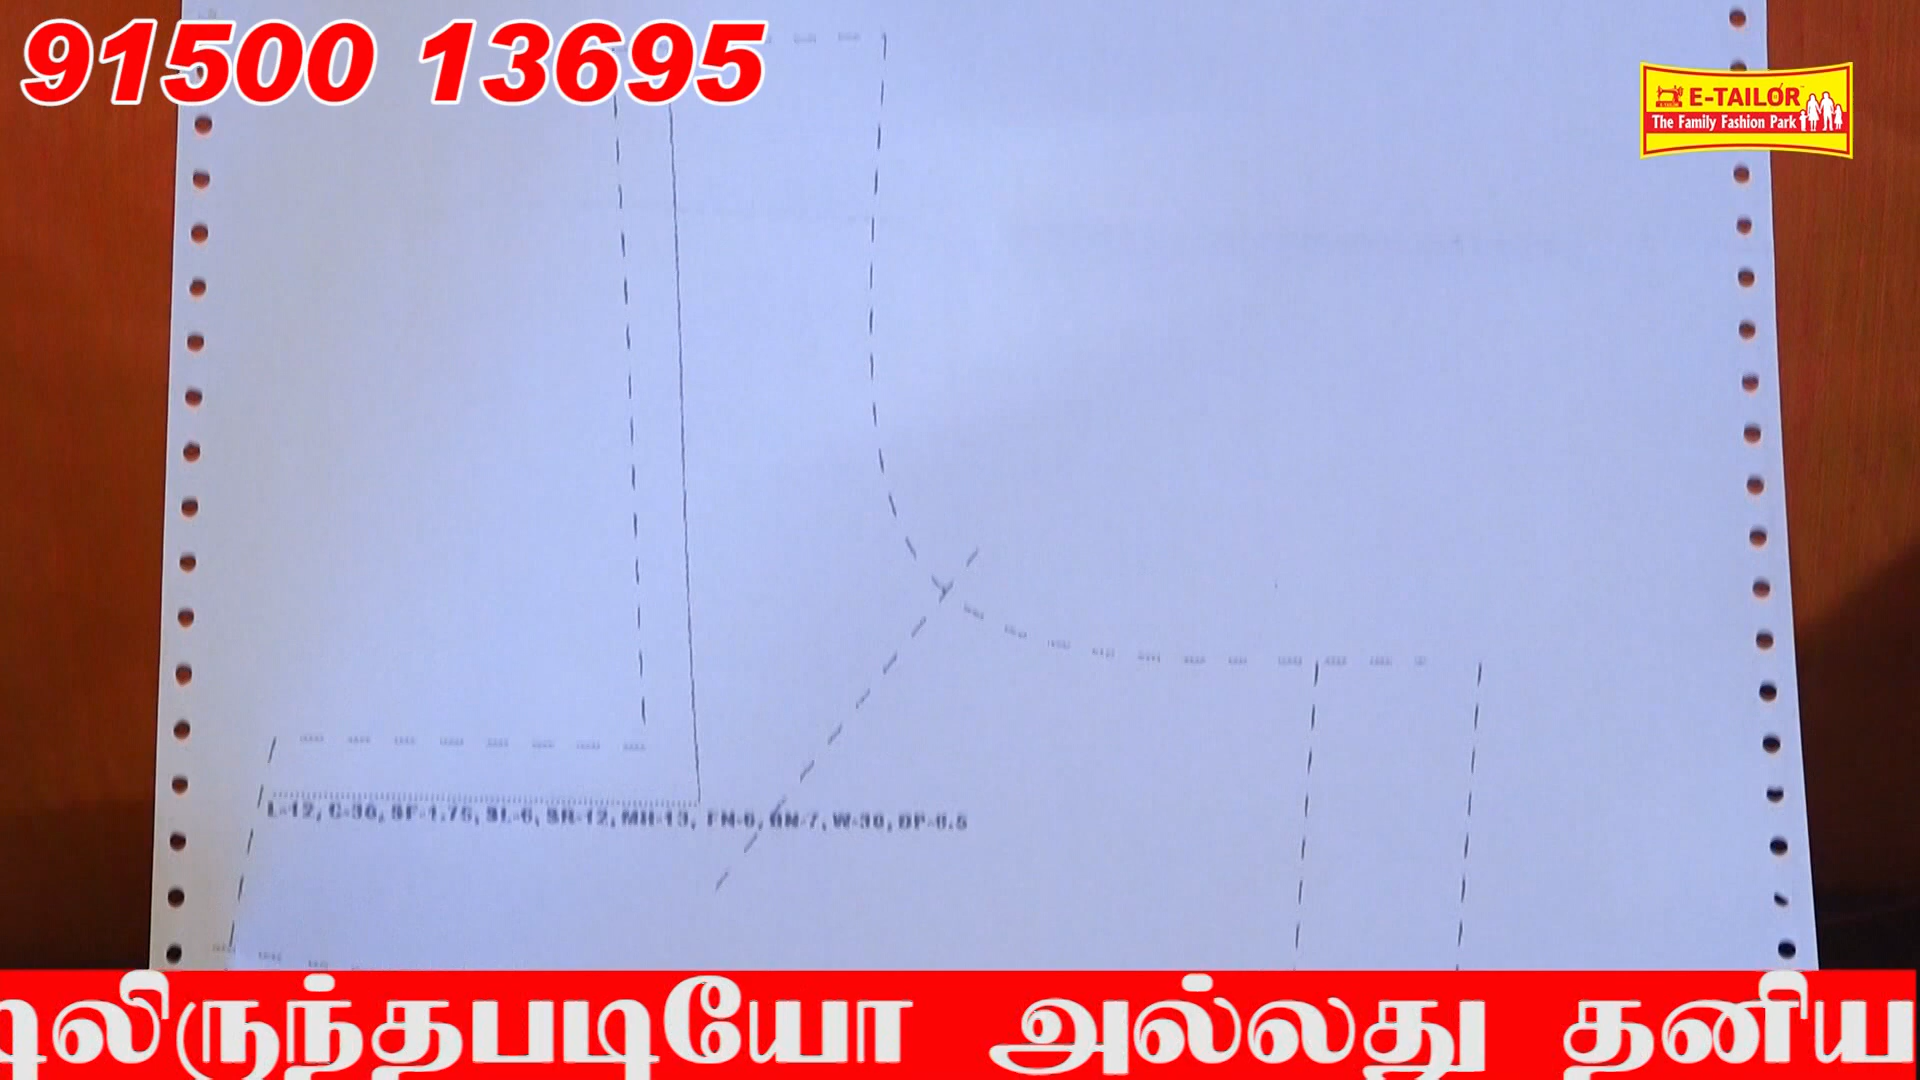 91500 13695
E-TAILOR
The Family Fashion Park
L-12, C-36, SF-1.75, SL-6, SR-12, MH-13, FN-6, BN-7, W-30, DP-8.5
டிலிருந்தபடியோ அல்லது தனிய